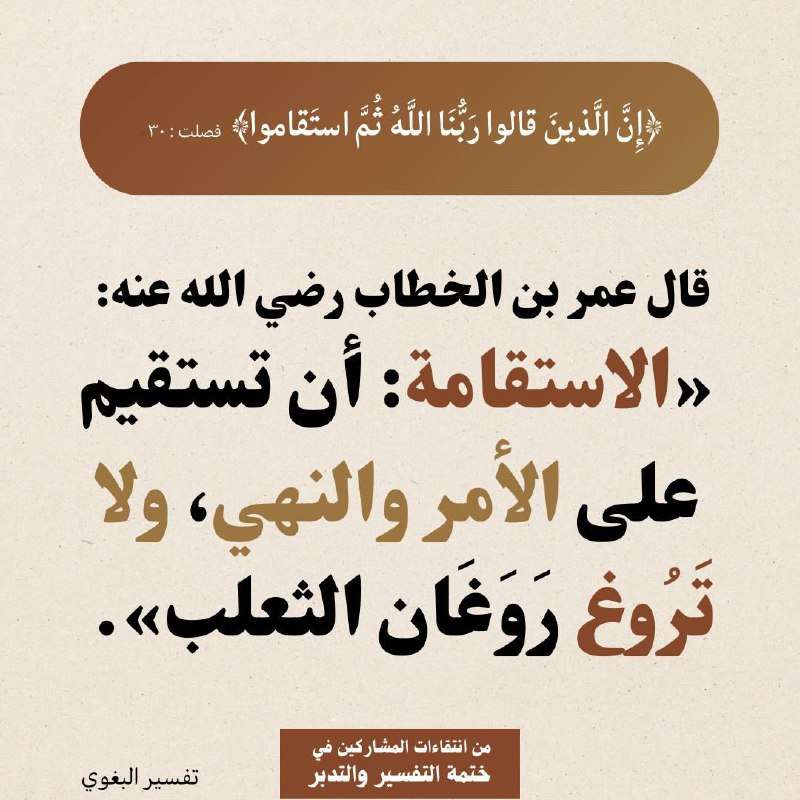 ﴿إِنَّ الَّذينَ قالوا رَبُّنَا اللَّهُ ثُمَّ استَقاموا﴾ فصلت : ٣٠
قال عمر بن الخطاب رضي الله عنه:
«الاستقامة: أن تستقيم
على الأمر والنهي، ولا
تَرُوغ رَوَغَان الثعلب».
من انتقاءات المشاركين في
ختمة التفسير والتدبر
تفسير البغوي